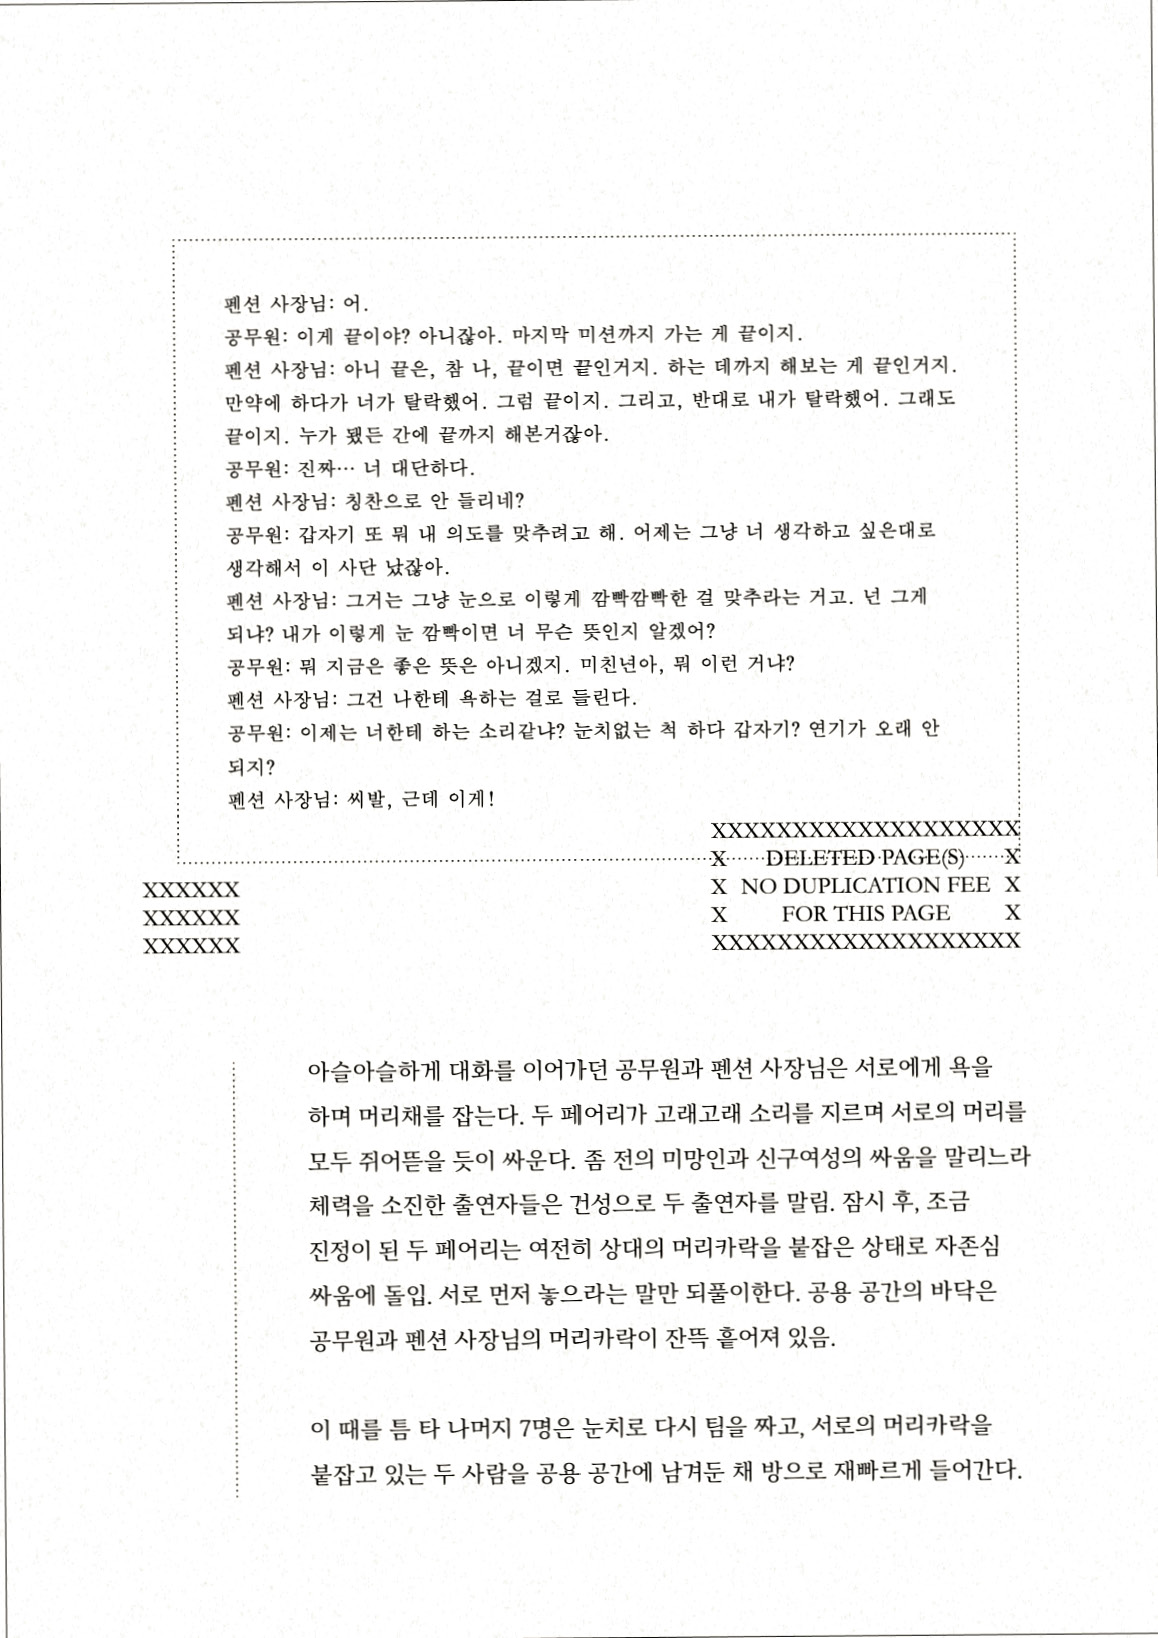 펜션 사장님: 어.
공무원: 이게 끝이야? 아니잖아. 마지막 미션까지 가는 게 끝이지.
펜션 사장님: 아니 끝은, 참 나, 끝이면 끝인거지. 하는 데까지 해보는 게 끝인거지.
만약에 하다가 너가 탈락했어. 그럼 끝이지. 그리고, 반대로 내가 탈락했어. 그래도
끝이지. 누가 됐든 간에 끝까지 해본거잖아.
공무원: 진짜… 너 대단하다.
펜션 사장님: 칭찬으로 안 들리네?
공무원: 갑자기 또 뭐 내 의도를 맞추려고 해. 어제는 그냥 너 생각하고 싶은대로
생각해서 이 사단 났잖아.
펜션 사장님: 그거는 그냥 눈으로 이렇게 깜빡깜빡한 걸 맞추라는 거고. 넌 그게
되냐? 내가 이렇게 눈 깜빡이면 너 무슨 뜻인지 알겠어?
공무원: 뭐 지금은 좋은 뜻은 아니겠지. 미친년아, 뭐 이런 거냐?
펜션 사장님: 그건 나한테 욕하는 걸로 들린다.
공무원: 이제는 너한테 하는 소리같냐? 눈치없는 척 하다 갑자기? 연기가 오래 안
되지?
펜션 사장님: 씨발, 근데 이게!
XXXXXXXXXXXXXXXXXXX
X DELETED PAGE(S) X
X NO DUPLICATION FEE X
X FOR THIS PAGE X
XXXXXXXXXXXXXXXXXXX
XXXXXX
XXXXXX
XXXXXX
아슬아슬하게 대화를 이어가던 공무원과 펜션 사장님은 서로에게 욕을
하며 머리채를 잡는다. 두 페어리가 고래고래 소리를 지르며 서로의 머리를
모두 쥐어뜯을 듯이 싸운다. 좀 전의 미망인과 신구여성의 싸움을 말리느라
체력을 소진한 출연자들은 건성으로 두 출연자를 말림. 잠시 후, 조금
진정이 된 두 페어리는 여전히 상대의 머리카락을 붙잡은 상태로 자존심
싸움에 돌입. 서로 먼저 놓으라는 말만 되풀이한다. 공용 공간의 바닥은
공무원과 펜션 사장님의 머리카락이 잔뜩 흩어져 있음.
이 때를 틈 타 나머지 7명은 눈치로 다시 팀을 짜고, 서로의 머리카락을
붙잡고 있는 두 사람을 공용 공간에 남겨둔 채 방으로 재빠르게 들어간다.